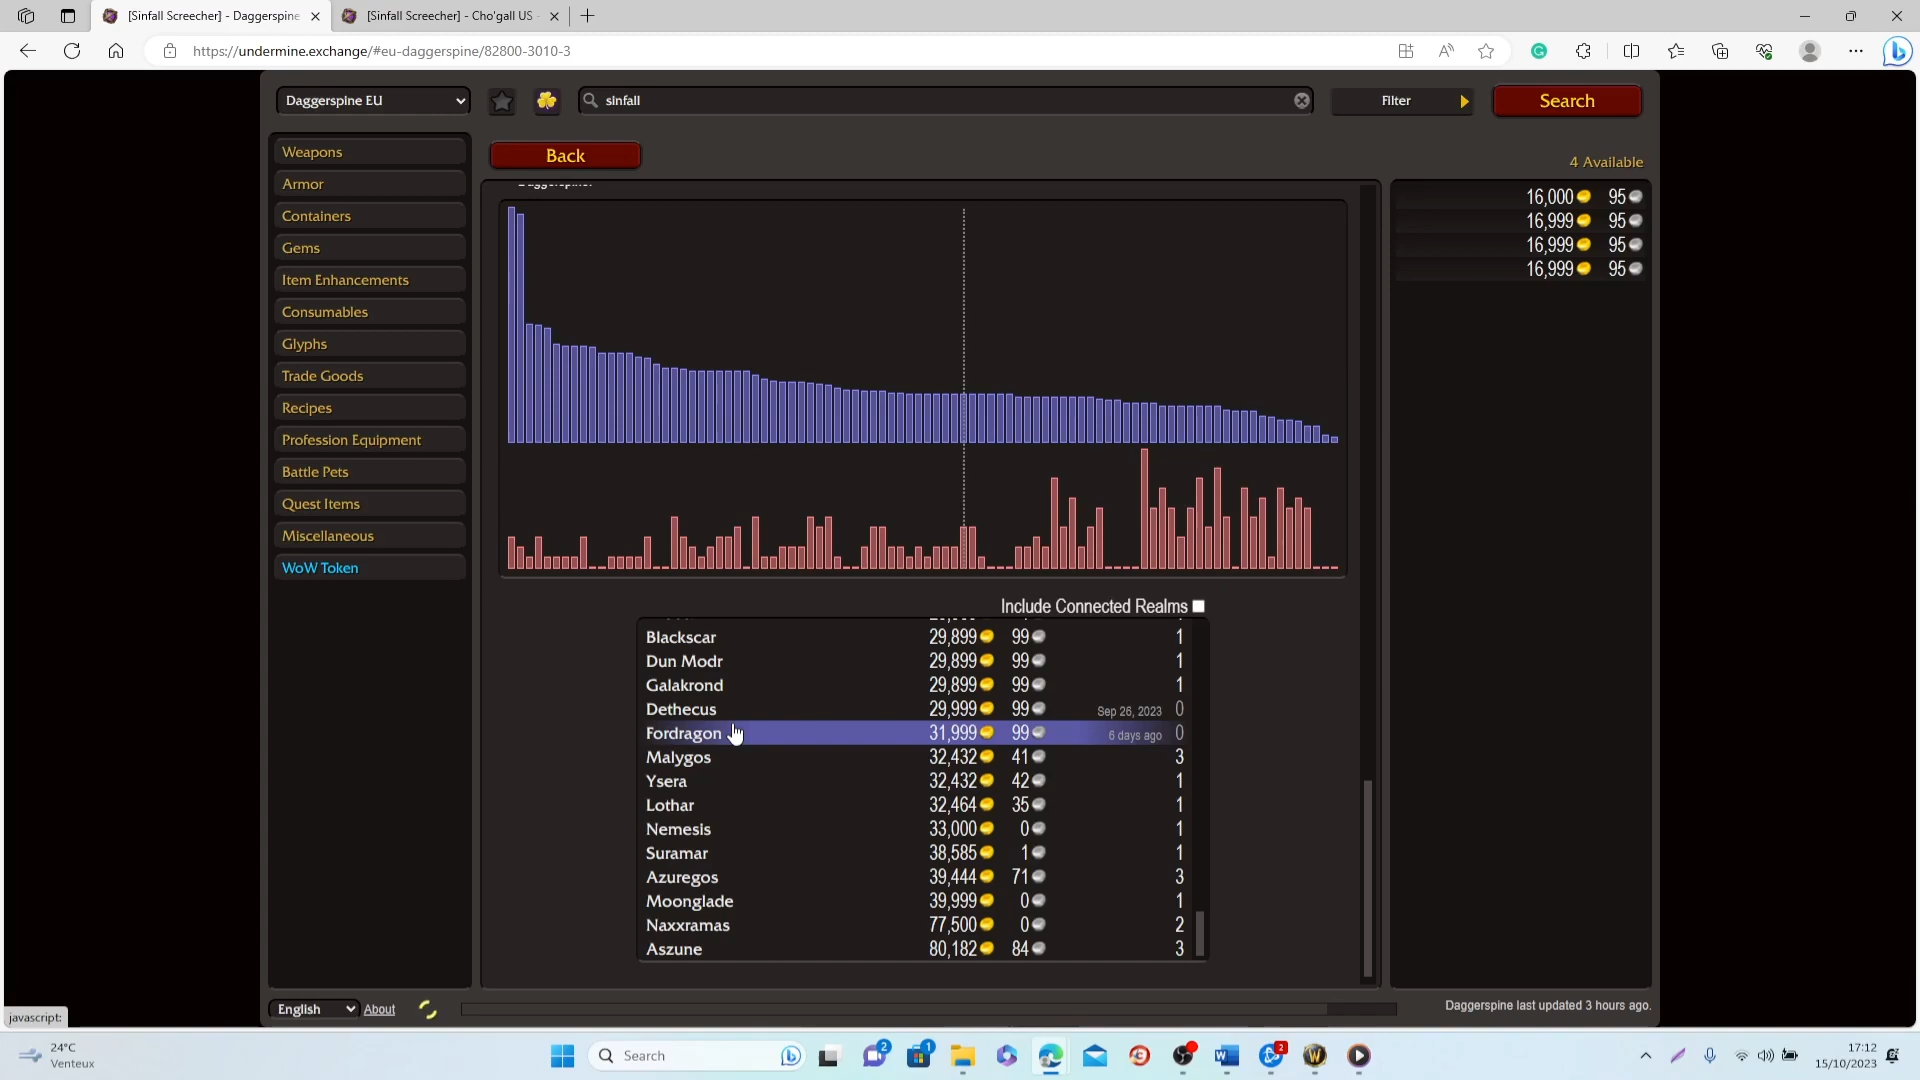 [Sinfall Screecher] - Daggerspine
[Sinfall Screecher] - Cho'gall US
https://undermine.exchange/#eu-daggerspine/82800-3010-3
Daggerspine EU
sinfall
Filter
Search
Back
4 Available
Weapons
Armor
Containers
Gems
Item Enhancements
Consumables
Glyphs
Trade Goods
Recipes
Profession Equipment
Battle Pets
Quest Items
Miscellaneous
WoW Token
16,000 95
16,999 95
16,999 95
16,999 95
Include Connected Realms
Blackscar 29,899 99 1
Dun Modr 29,899 99 1
Galakrond 29,899 99 1
Dethecus 29,999 99 Sep 26, 2023 0
Fordragon 31,999 99 6 days ago 0
Malygos 32,432 41 3
Ysera 32,432 42 1
Lothar 32,464 35 1
Nemesis 33,000 0 1
Suramar 38,585 1 1
Azuregos 39,444 71 3
Moonglade 39,999 0 1
Naxxramas 77,500 0 2
Aszune 80,182 84 3
English About
Daggerspine last updated 3 hours ago.
javascript:
24°C
Venteux
Search
2
1
2
17:12
15/10/2023